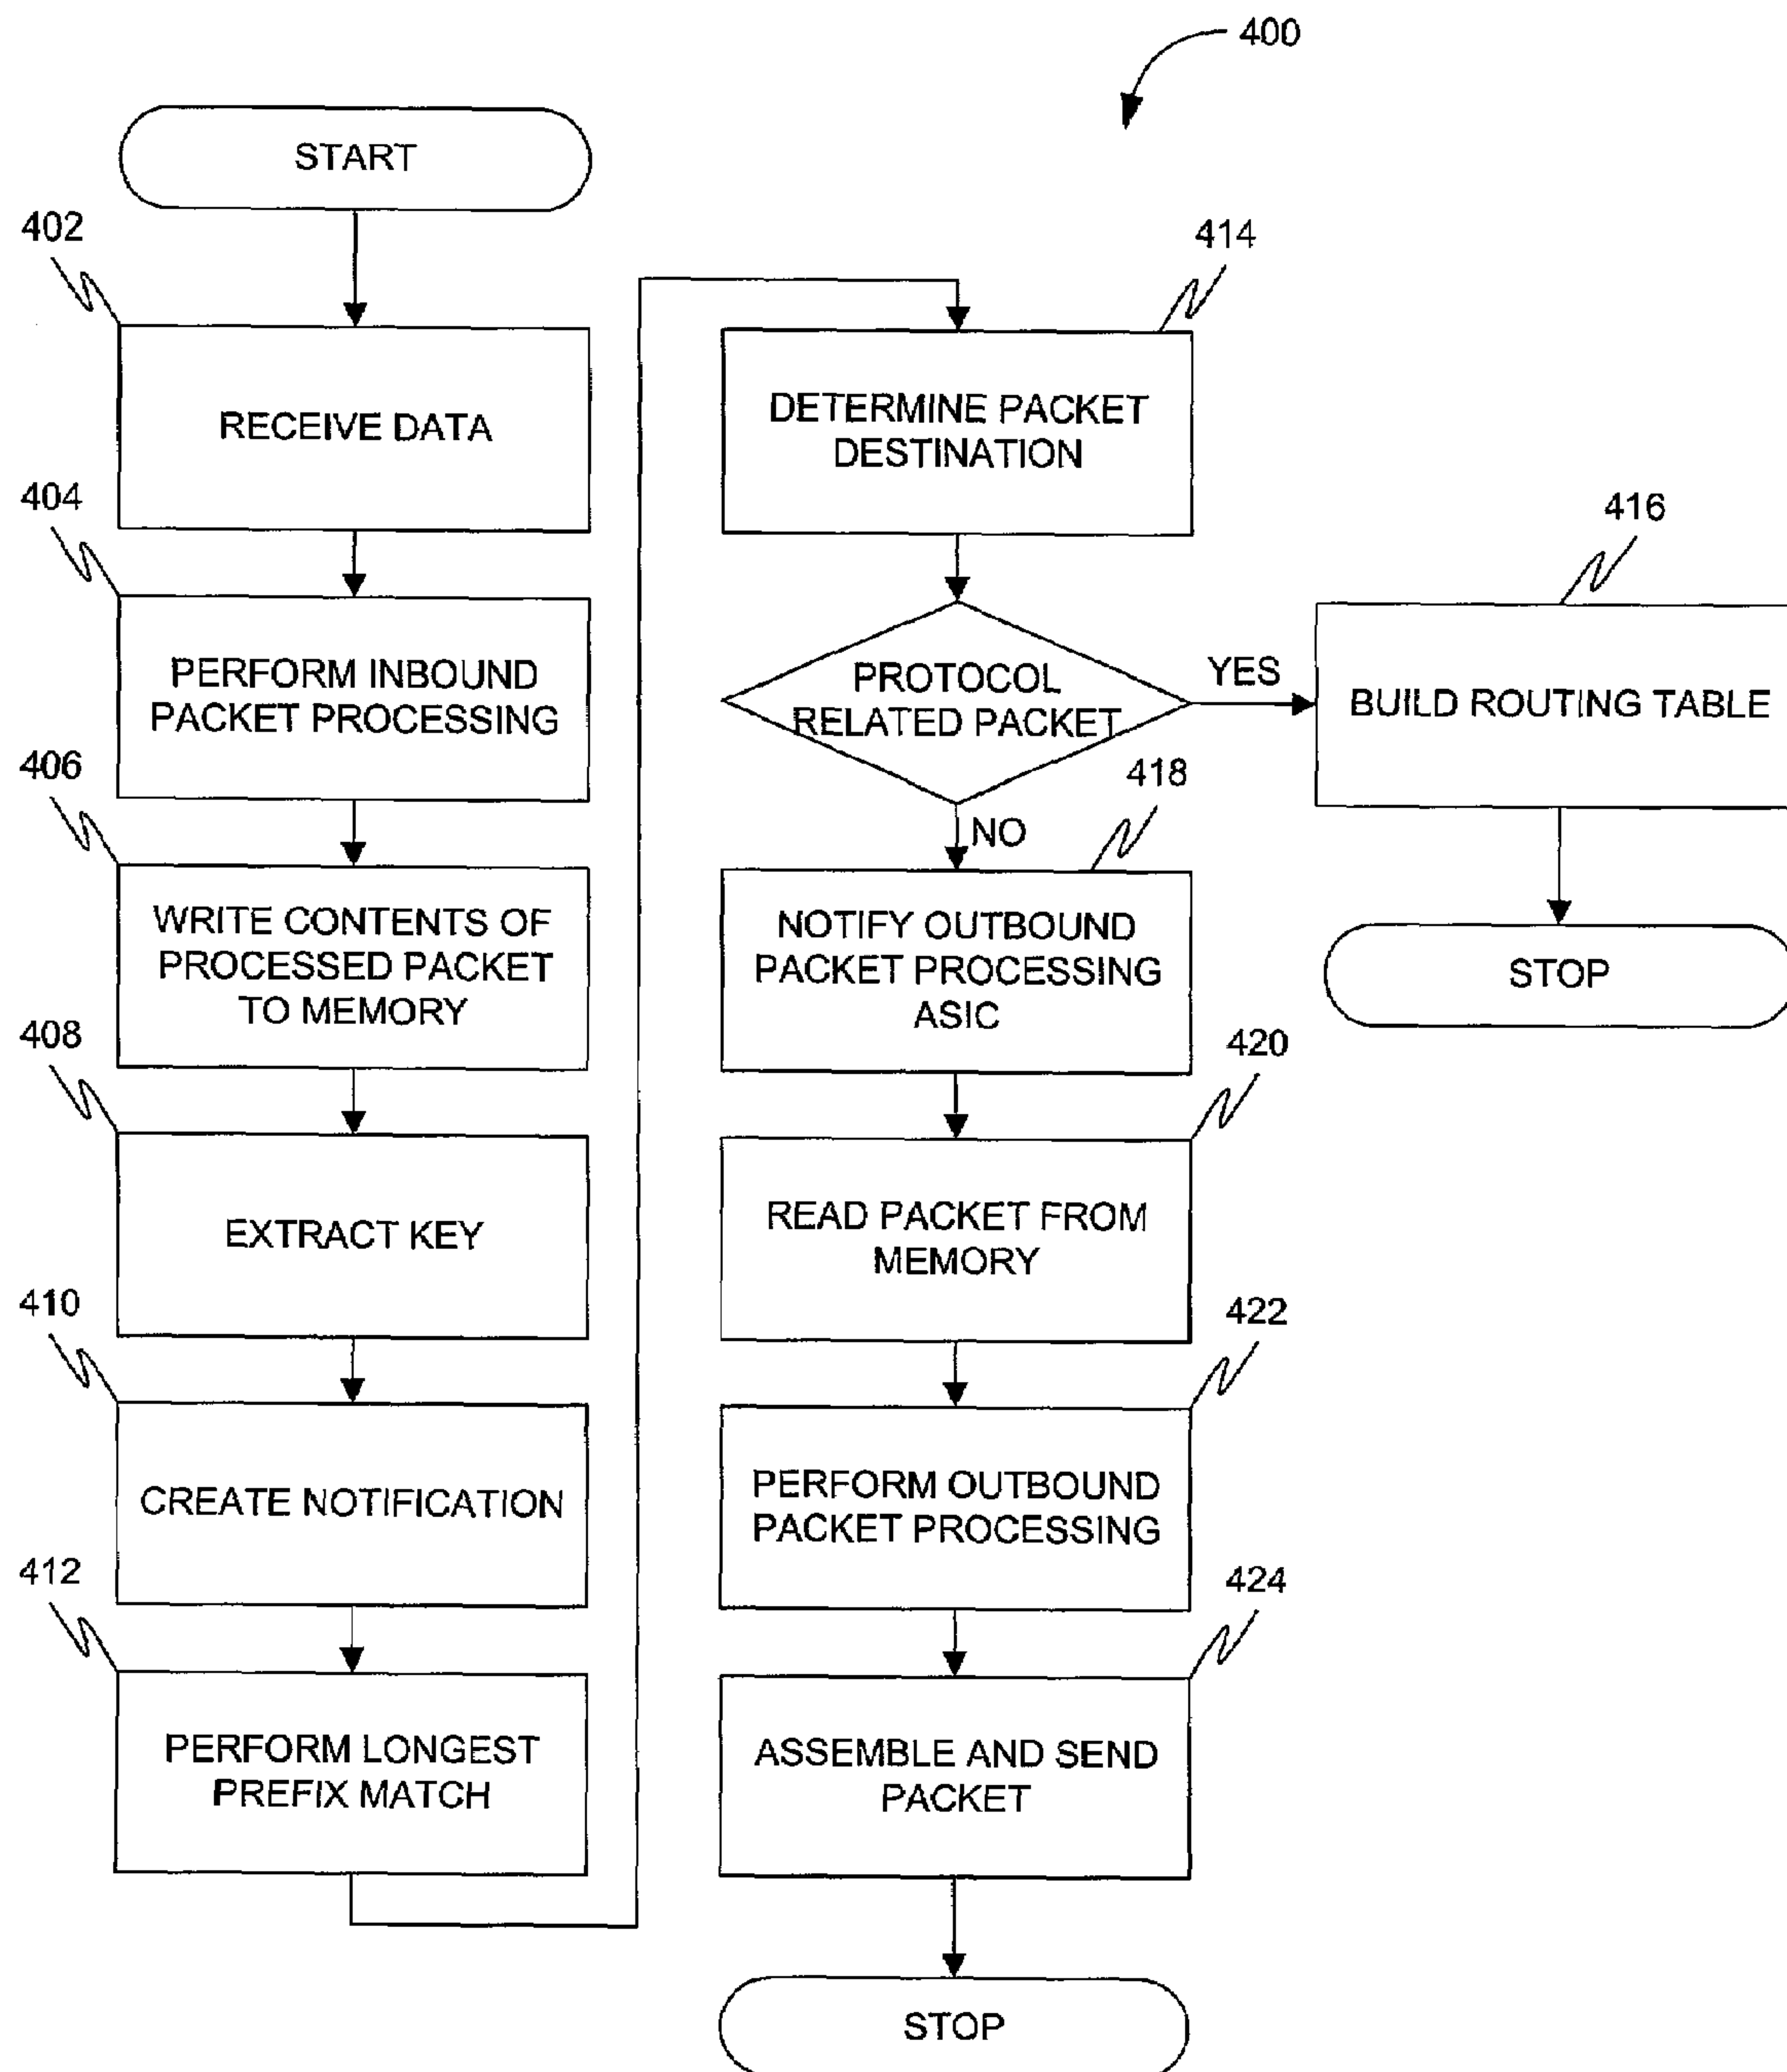 400
START
402
RECEIVE DATA
404
PERFORM INBOUND
PACKET PROCESSING
406
WRITE CONTENTS OF
PROCESSED PACKET
TO MEMORY
408
EXTRACT KEY
410
CREATE NOTIFICATION
412
PERFORM LONGEST
PREFIX MATCH
414
DETERMINE PACKET
DESTINATION
PROTOCOL
RELATED PACKET
YES
416
BUILD ROUTING TABLE
STOP
NO
418
NOTIFY OUTBOUND
PACKET PROCESSING
ASIC
420
READ PACKET FROM
MEMORY
422
PERFORM OUTBOUND
PACKET PROCESSING
424
ASSEMBLE AND SEND
PACKET
STOP